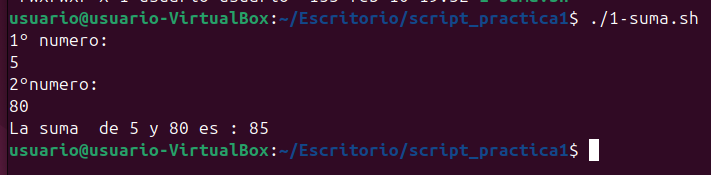 usuario@usuario-VirtualBox:~/Escritorio/script_practica1$ ./1-suma.sh
1º numero:
5
2ºnumero:
80
La suma  de 5 y 80 es : 85
usuario@usuario-VirtualBox:~/Escritorio/script_practica1$